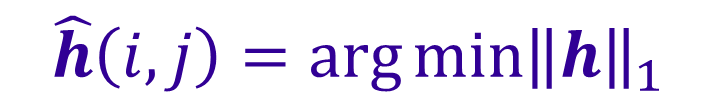 𝒉̂(i, j) = arg min‖𝒉‖₁